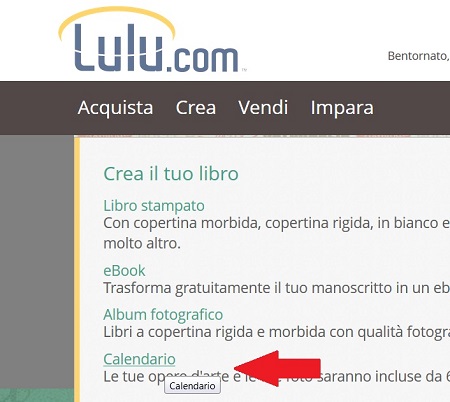 Lulu.com
Bentornato,
Acquista Crea Vendi Impara
Crea il tuo libro
Libro stampato
Con copertina morbida, copertina rigida, in bianco e
molto altro.
eBook
Trasforma gratuitamente il tuo manoscritto in un eb
Album fotografico
Libri a copertina rigida e morbida con qualità fotogra
Calendario
Le tue opere d'arte e le foto saranno incluse da 6
Calendario